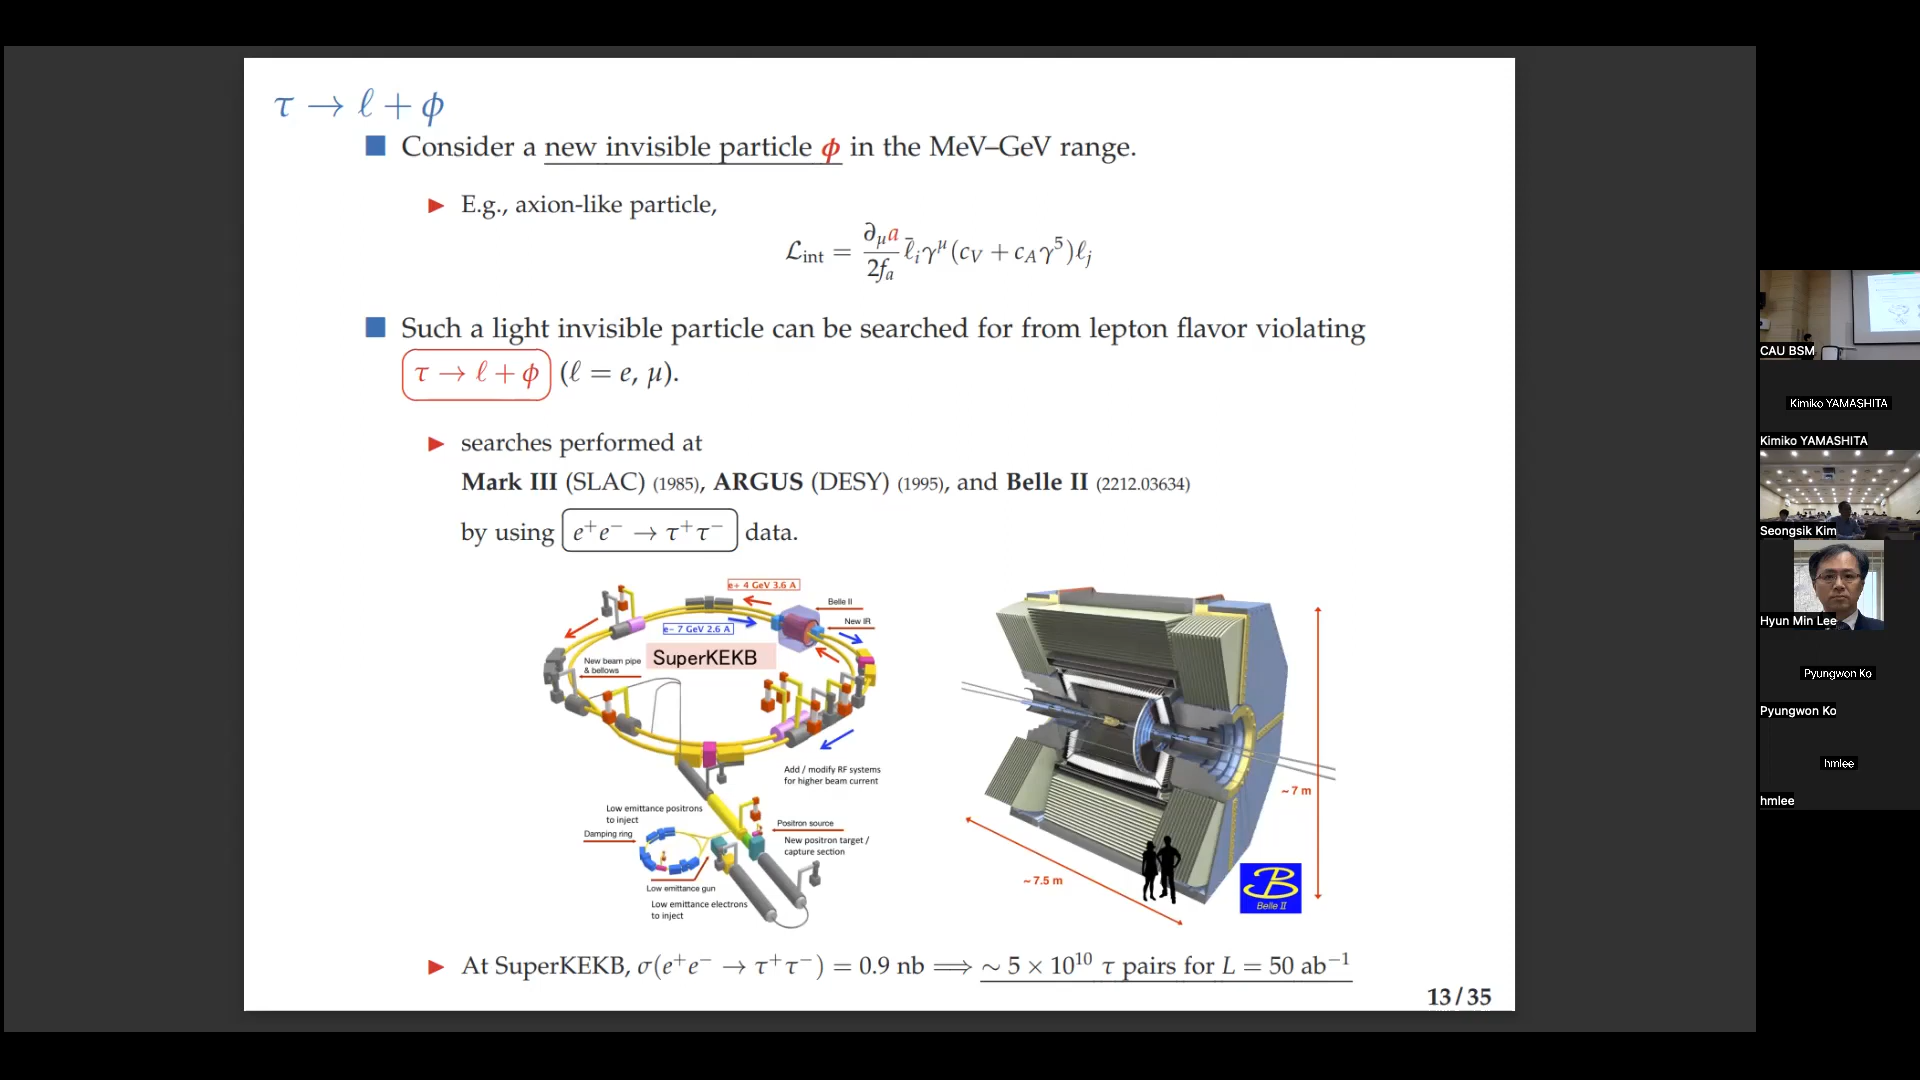 τ → ℓ + ϕ
Consider a new invisible particle ϕ in the MeV–GeV range.
E.g., axion-like particle,
ℒint = ∂μa / 2fa ℓ̄iγ^μ(cV + cAγ^5)ℓj
Such a light invisible particle can be searched for from lepton flavor violating
τ → ℓ + ϕ (ℓ = e, μ).
searches performed at
Mark III (SLAC) (1985), ARGUS (DESY) (1995), and Belle II (2212.03634)
by using e⁺e⁻ → τ⁺τ⁻ data.
e+ 4 GeV 3.6 A
Belle II
New IR
e- 7 GeV 2.6 A
SuperKEKB
New beam pipe
& bellows
Add / modify RF systems
for higher beam current
Low emittance positrons
to inject
Damping ring
Positron source
New positron target /
capture section
Low emittance gun
Low emittance electrons
to inject
~ 7 m
~ 7.5 m
B
Belle II
At SuperKEKB, σ(e⁺e⁻ → τ⁺τ⁻) = 0.9 nb ⟹ ∼ 5 × 10¹⁰ τ pairs for L = 50 ab⁻¹
13 / 35
CAU BSM
Kimiko YAMASHITA
Kimiko YAMASHITA
Seongsik Kim
Hyun Min Lee
Pyungwon Ko
Pyungwon Ko
hmlee
hmlee